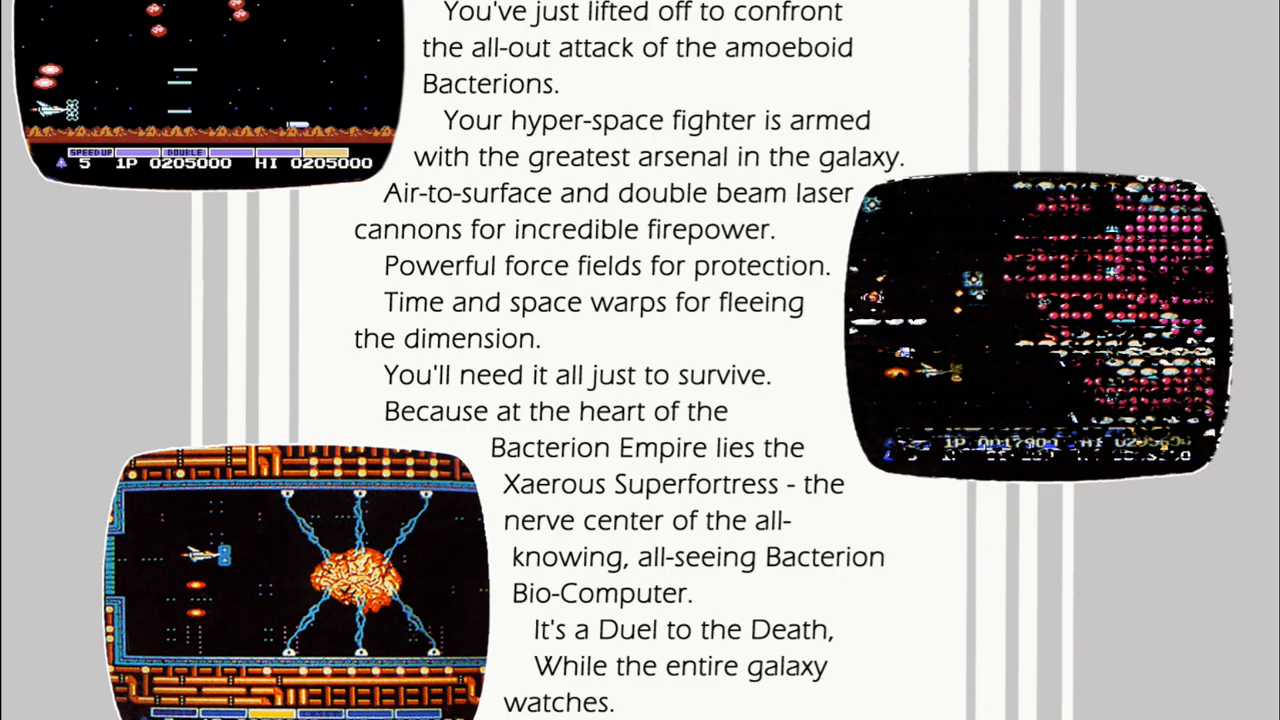 You've just lifted off to confront
the all-out attack of the amoeboid
Bacterions.
Your hyper-space fighter is armed
with the greatest arsenal in the galaxy.
Air-to-surface and double beam laser
cannons for incredible firepower.
Powerful force fields for protection.
Time and space warps for fleeing
the dimension.
You'll need it all just to survive.
Because at the heart of the
Bacterion Empire lies the
Xaerous Superfortress - the
nerve center of the all-
knowing, all-seeing Bacterion
Bio-Computer.
It's a Duel to the Death,
While the entire galaxy
watches.
SPEED UP DOUBLE
5 1P 0205000 HI 0205000
1P HI